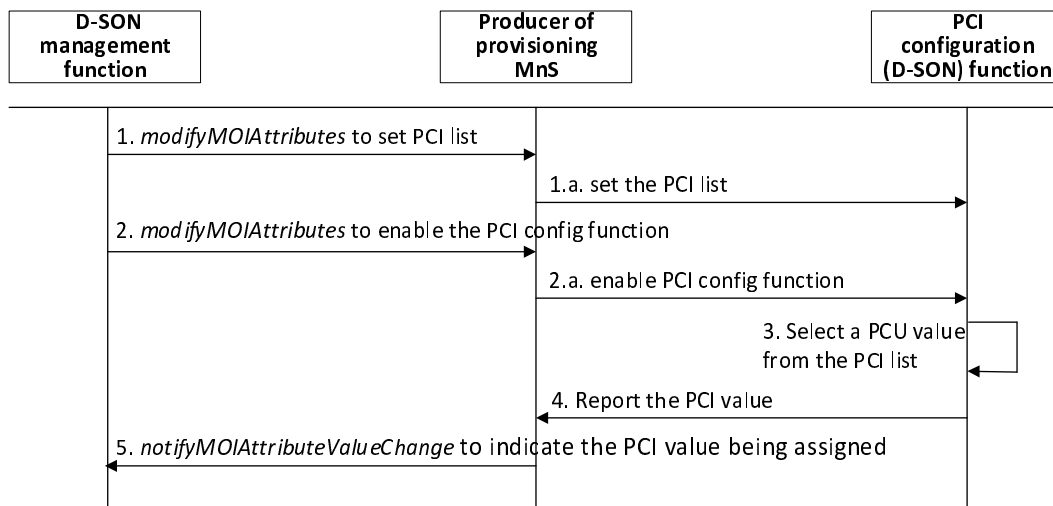 D-SON
management
function
Producer of
provisioning
MnS
PCI
configuration
(D-SON) function
1. modifyMOIAttributes to set PCI list
1.a. set the PCI list
2. modifyMOIAttributes to enable the PCI config function
2.a. enable PCI config function
3. Select a PCU value
from the PCI list
4. Report the PCI value
5. notifyMOIAttributeValueChange to indicate the PCI value being assigned